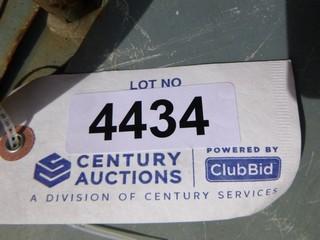 LOT NO
4434
CENTURY AUCTIONS
POWERED BY
ClubBid
A DIVISION OF CENTURY SERVICES